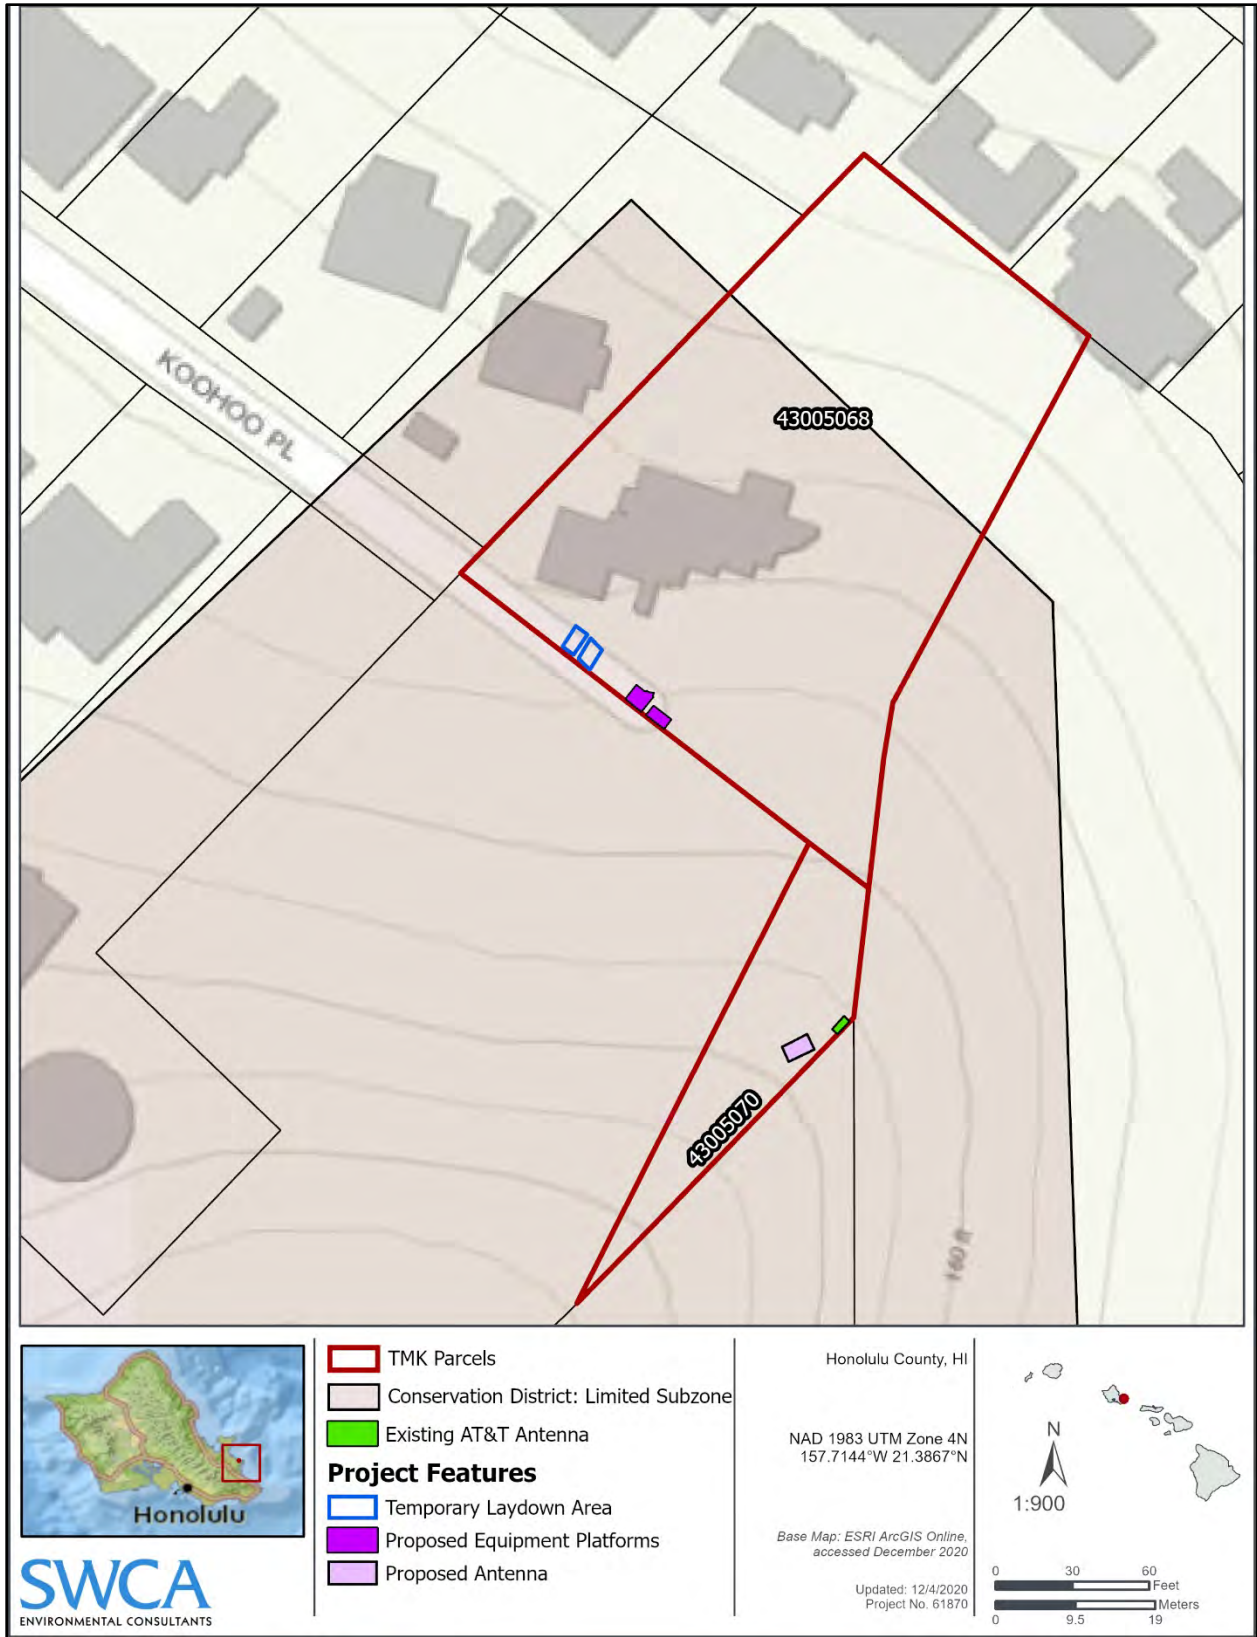 KOOHOO PL
43005068
43005070
160 ft
Honolulu
SWCA
ENVIRONMENTAL CONSULTANTS
TMK Parcels
Conservation District: Limited Subzone
Existing AT&T Antenna
Project Features
Temporary Laydown Area
Proposed Equipment Platforms
Proposed Antenna
Honolulu County, HI
NAD 1983 UTM Zone 4N
157.7144°W 21.3867°N
Base Map: ESRI ArcGIS Online,
accessed December 2020
Updated: 12/4/2020
Project No. 61870
N
1:900
0 30 60
Feet
Meters
0 9.5 19